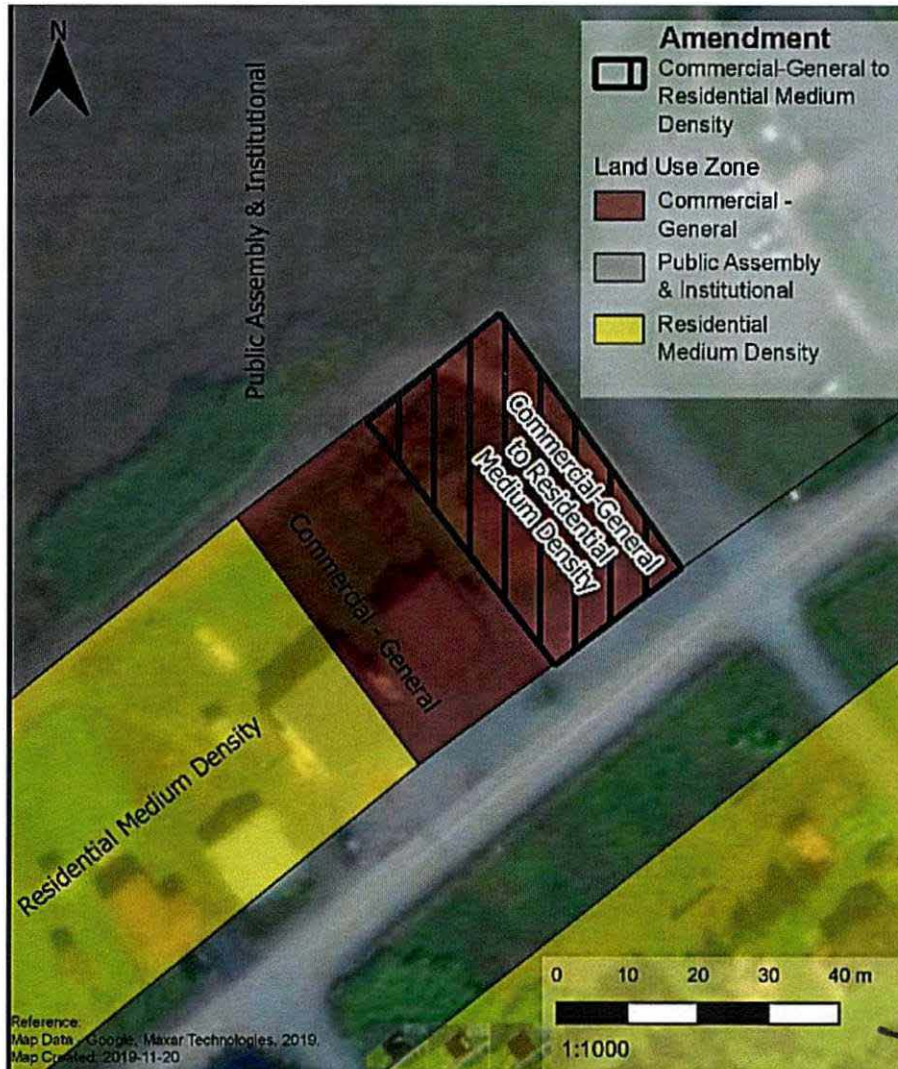 N
Amendment
Commercial-General to
Residential Medium
Density
Land Use Zone
Commercial -
General
Public Assembly
& Institutional
Residential
Medium Density
Public Assembly & Institutional
Commercial-General
to Residential
Medium Density
Commercial - General
Residential Medium Density
0 10 20 30 40 m
1:1000
Reference:
Map Data - Google, Maxar Technologies, 2019.
Map Created: 2019-11-20